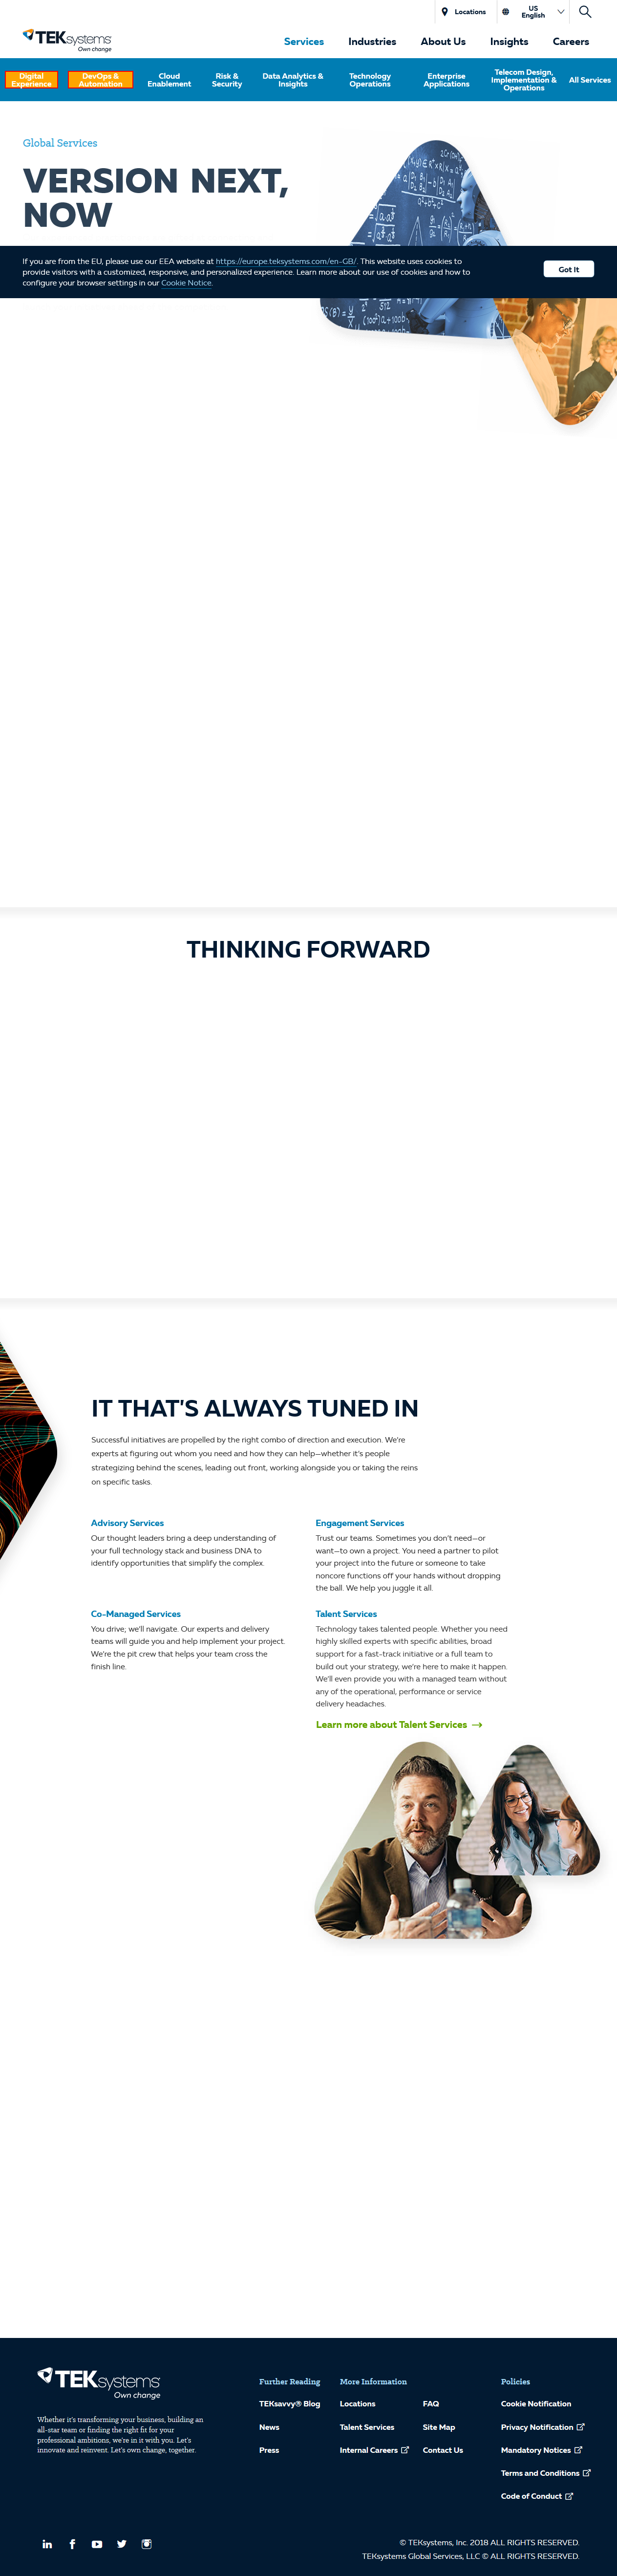 Locations
US
English
TEKsystems
Own change
Services
Industries
About Us
Insights
Careers
Digital
Experience
DevOps &
Automation
Cloud
Enablement
Risk &
Security
Data Analytics &
Insights
Technology
Operations
Enterprise
Applications
Telecom Design,
Implementation &
Operations
All Services
Global Services
VERSION NEXT,
NOW
If you are from the EU, please use our EEA website at https://europe.teksystems.com/en-GB/. This website uses cookies to
provide visitors with a customized, responsive, and personalized experience. Learn more about our use of cookies and how to
configure your browser settings in our Cookie Notice.
Got It
THINKING FORWARD
IT THAT'S ALWAYS TUNED IN
Successful initiatives are propelled by the right combo of direction and execution. We're
experts at figuring out whom you need and how they can help—whether it's people
strategizing behind the scenes, leading out front, working alongside you or taking the reins
on specific tasks.
Advisory Services
Our thought leaders bring a deep understanding of
your full technology stack and business DNA to
identify opportunities that simplify the complex.
Engagement Services
Trust our teams. Sometimes you don't need—or
want—to own a project. You need a partner to pilot
your project into the future or someone to take
noncore functions off your hands without dropping
the ball. We help you juggle it all.
Co-Managed Services
You drive; we'll navigate. Our experts and delivery
teams will guide you and help implement your project.
We're the pit crew that helps your team cross the
finish line.
Talent Services
Technology takes talented people. Whether you need
highly skilled experts with specific abilities, broad
support for a fast-track initiative or a full team to
build out your strategy, we're here to make it happen.
We'll even provide you with a managed team without
any of the operational, performance or service
delivery headaches.
Learn more about Talent Services
TEKsystems
Own change
Whether it's transforming your business, building an
all-star team or finding the right fit for your
professional ambitions, we're in it with you. Let's
innovate and reinvent. Let's own change, together.
Further Reading
TEKsavvy® Blog
News
Press
More Information
Locations
Talent Services
Internal Careers
FAQ
Site Map
Contact Us
Policies
Cookie Notification
Privacy Notification
Mandatory Notices
Terms and Conditions
Code of Conduct
© TEKsystems, Inc. 2018 ALL RIGHTS RESERVED.
TEKsystems Global Services, LLC © ALL RIGHTS RESERVED.